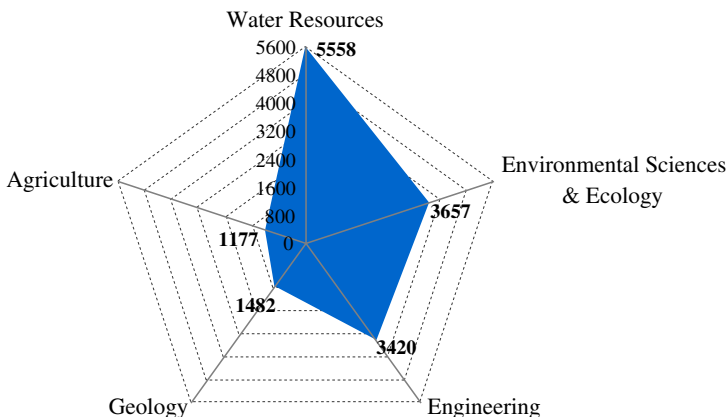 Water Resources
5600
5558
4800
4000
3200
2400
1600
800
0
Environmental Sciences
& Ecology
3657
Agriculture
1177
1482
3420
Geology
Engineering